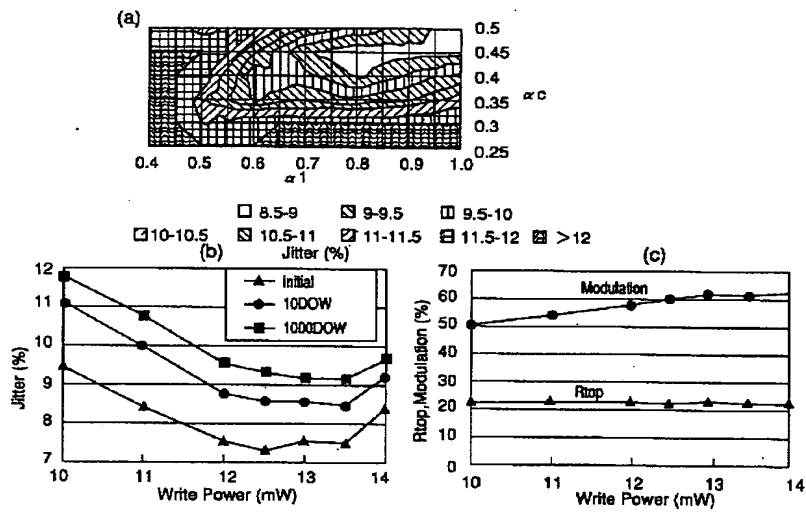 (a)
0.5
0.45
0.4
0.35
0.3
0.25
αc
0.4 0.5 0.6 0.7 0.8 0.9 1.0
α1
8.5-9 9-9.5 9.5-10
10-10.5 10.5-11 11-11.5 11.5-12 >12
Jitter (%)
(b)
12
11
10
9
8
7
Jitter (%)
Initial
10DOW
1000DOW
10 11 12 13 14
Write Power (mW)
(c)
70
60
50
40
30
20
10
0
Rtop,Modulation (%)
Modulation
Rtop
10 11 12 13 14
Write Power (mW)